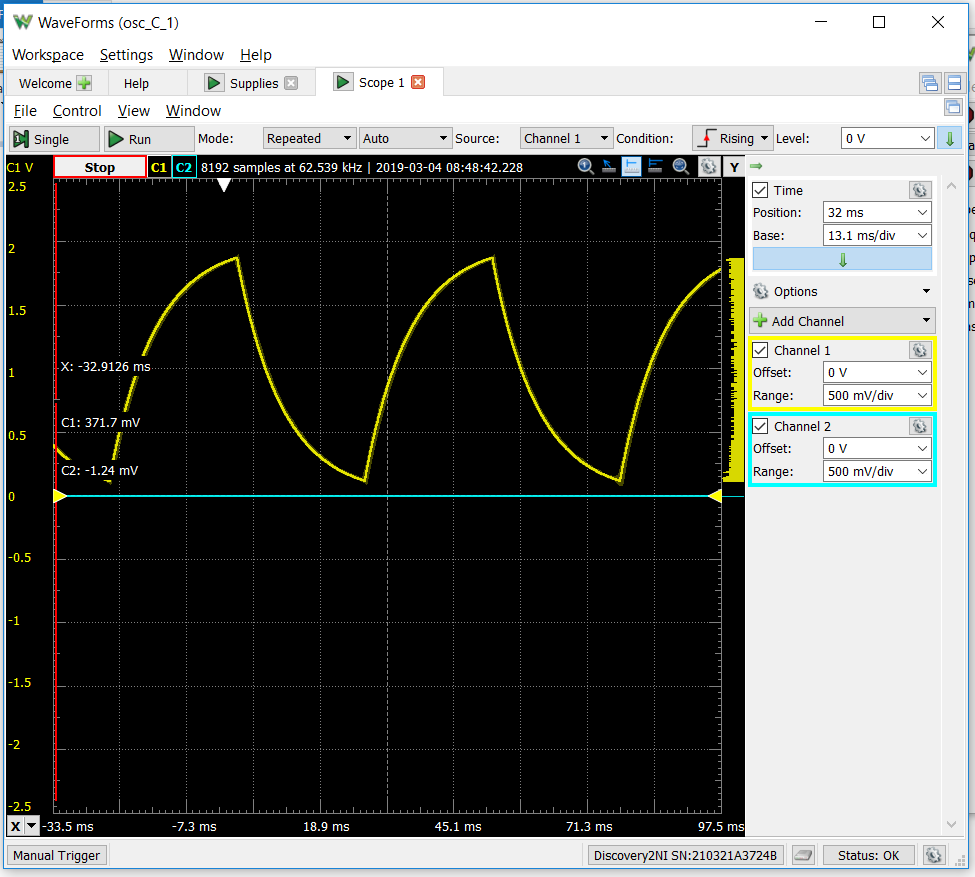 WaveForms (osc_C_1)
Workspace Settings Window Help
Welcome Help Supplies Scope 1
File Control View Window
Single Run Mode: Repeated Auto Source: Channel 1 Condition: Rising Level: 0 V
C1 V Stop C1 C2 8192 samples at 62.539 kHz | 2019-03-04 08:48:42.228 Y
2.5
2
1.5
1
0.5
0
-0.5
-1
-1.5
-2
-2.5
X: -32.9126 ms
C1: 371.7 mV
C2: -1.24 mV
X -33.5 ms -7.3 ms 18.9 ms 45.1 ms 71.3 ms 97.5 ms
Time
Position: 32 ms
Base: 13.1 ms/div
Options
Add Channel
Channel 1
Offset: 0 V
Range: 500 mV/div
Channel 2
Offset: 0 V
Range: 500 mV/div
Manual Trigger Discovery2NI SN:210321A3724B Status: OK